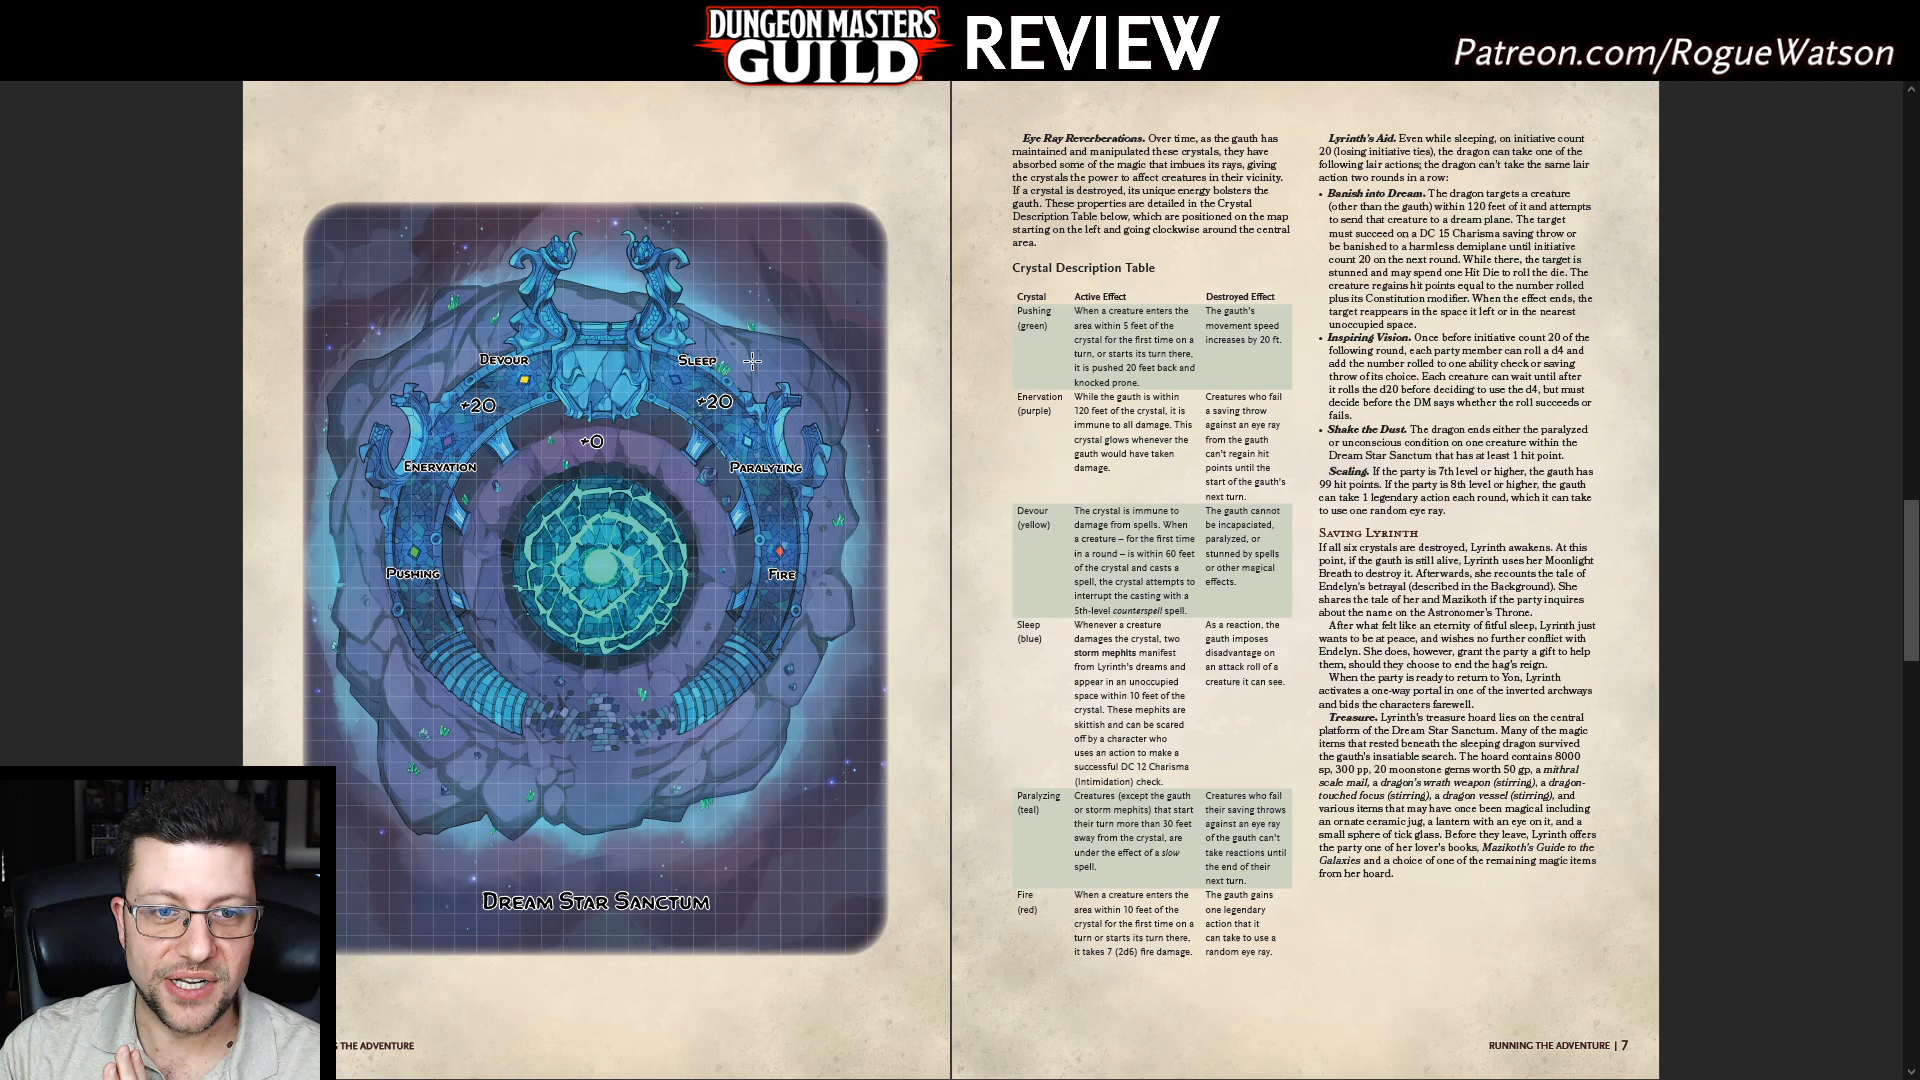 DUNGEON MASTERS
GUILD
REVIEW
Patreon.com/RogueWatson
DEVOUR
SLEEP
+20
+20
+0
ENERVATION
PARALYZING
PUSHING
FIRE
DREAM STAR SANCTUM
THE ADVENTURE
Eye Ray Reverberations. Over time, as the gauth has
maintained and manipulated these crystals, they have
absorbed some of the magic that imbues its rays, giving
the crystals the power to affect creatures in their vicinity.
If a crystal is destroyed, its unique energy bolsters the
gauth. These properties are detailed in the Crystal
Description Table below, which are positioned on the map
starting on the left and going clockwise around the central
area.
Crystal Description Table
Crystal Active Effect Destroyed Effect
Pushing
(green)
When a creature enters the
area within 5 feet of the
crystal for the first time on a
turn, or starts its turn there,
it is pushed 20 feet back and
knocked prone.
The gauth's
movement speed
increases by 20 ft.
Enervation
(purple)
While the gauth is within
120 feet of the crystal, it is
immune to all damage. This
crystal glows whenever the
gauth would have taken
damage.
Creatures who fail
a saving throw
against an eye ray
from the gauth
can't regain hit
points until the
start of the gauth's
next turn.
Devour
(yellow)
The crystal is immune to
damage from spells. When
a creature – for the first time
in a round – is within 60 feet
of the crystal and casts a
spell, the crystal attempts to
interrupt the casting with a
5th-level counterspell spell.
The gauth cannot
be incapaciated,
paralyzed, or
stunned by spells
or other magical
effects.
Sleep
(blue)
Whenever a creature
damages the crystal, two
storm mephits manifest
from Lyrinth's dreams and
appear in an unoccupied
space within 10 feet of the
crystal. These mephits are
skittish and can be scared
off by a character who
uses an action to make a
successful DC 12 Charisma
(Intimidation) check.
As a reaction, the
gauth imposes
disadvantage on
an attack roll of a
creature it can see.
Paralyzing
(teal)
Creatures (except the gauth
or storm mephits) that start
their turn more than 30 feet
away from the crystal, are
under the effect of a slow
spell.
Creatures who fail
their saving throws
against an eye ray
of the gauth can't
take reactions until
the end of their
next turn.
Fire
(red)
When a creature enters the
area within 10 feet of the
crystal for the first time on a
turn or starts its turn there,
it takes 7 (2d6) fire damage.
The gauth gains
one legendary
action that it
can take to use a
random eye ray.
Lyrinth's Aid. Even while sleeping, on initiative count
20 (losing initiative ties), the dragon can take one of the
following lair actions; the dragon can't take the same lair
action two rounds in a row:
• Banish into Dream. The dragon targets a creature
(other than the gauth) within 120 feet of it and attempts
to send that creature to a dream plane. The target
must succeed on a DC 15 Charisma saving throw or
be banished to a harmless demiplane until initiative
count 20 on the next round. While there, the target is
stunned and may spend one Hit Die to roll the die. The
creature regains hit points equal to the number rolled
plus its Constitution modifier. When the effect ends, the
target reappears in the space it left or in the nearest
unoccupied space.
• Inspiring Vision. Once before initiative count 20 of the
following round, each party member can roll a d4 and
add the number rolled to one ability check or saving
throw of its choice. Each creature can wait until after
it rolls the d20 before deciding to use the d4, but must
decide before the DM says whether the roll succeeds or
fails.
• Shake the Dust. The dragon ends either the paralyzed
or unconscious condition on one creature within the
Dream Star Sanctum that has at least 1 hit point.
Scaling. If the party is 7th level or higher, the gauth has
99 hit points. If the party is 8th level or higher, the gauth
can take 1 legendary action each round, which it can take
to use one random eye ray.
SAVING LYRINTH
If all six crystals are destroyed, Lyrinth awakens. At this
point, if the gauth is still alive, Lyrinth uses her Moonlight
Breath to destroy it. Afterwards, she recounts the tale of
Endelyn's betrayal (described in the Background). She
shares the tale of her and Mazikoth if the party inquires
about the name on the Astronomer's Throne.
After what felt like an eternity of fitful sleep, Lyrinth just
wants to be at peace, and wishes no further conflict with
Endelyn. She does, however, grant the party a gift to help
them, should they choose to end the hag's reign.
When the party is ready to return to Yon, Lyrinth
activates a one-way portal in one of the inverted archways
and bids the characters farewell.
Treasure. Lyrinth's treasure hoard lies on the central
platform of the Dream Star Sanctum. Many of the magic
items that rested beneath the sleeping dragon survived
the gauth's insatiable search. The hoard contains 8000
sp, 300 pp, 20 moonstone gems worth 50 gp, a mithral
scale mail, a dragon's wrath weapon (stirring), a dragon-
touched focus (stirring), a dragon vessel (stirring), and
various items that may have once been magical including
an ornate ceramic jug, a lantern with an eye on it, and a
small sphere of tick glass. Before they leave, Lyrinth offers
the party one of her lover's books, Mazikoth's Guide to the
Galaxies and a choice of one of the remaining magic items
from her hoard.
RUNNING THE ADVENTURE | 7